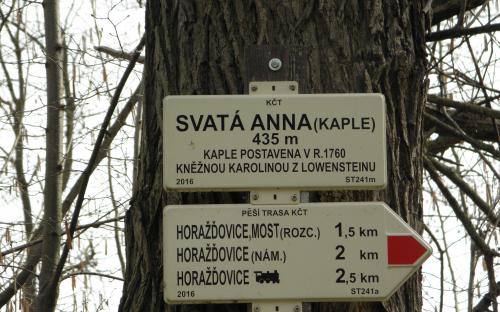 KČT
SVATÁ ANNA (KAPLE)
435 m
KAPLE POSTAVENA V R.1760
KNĚŽNOU KAROLINOU Z LOWENSTEINU
2016 ST241m
PĚŠÍ TRASA KČT
HORAŽĎOVICE,MOST (ROZC.) 1,5 km
HORAŽĎOVICE (NÁM.) 2 km
HORAŽĎOVICE 2,5 km
2016 ST241a